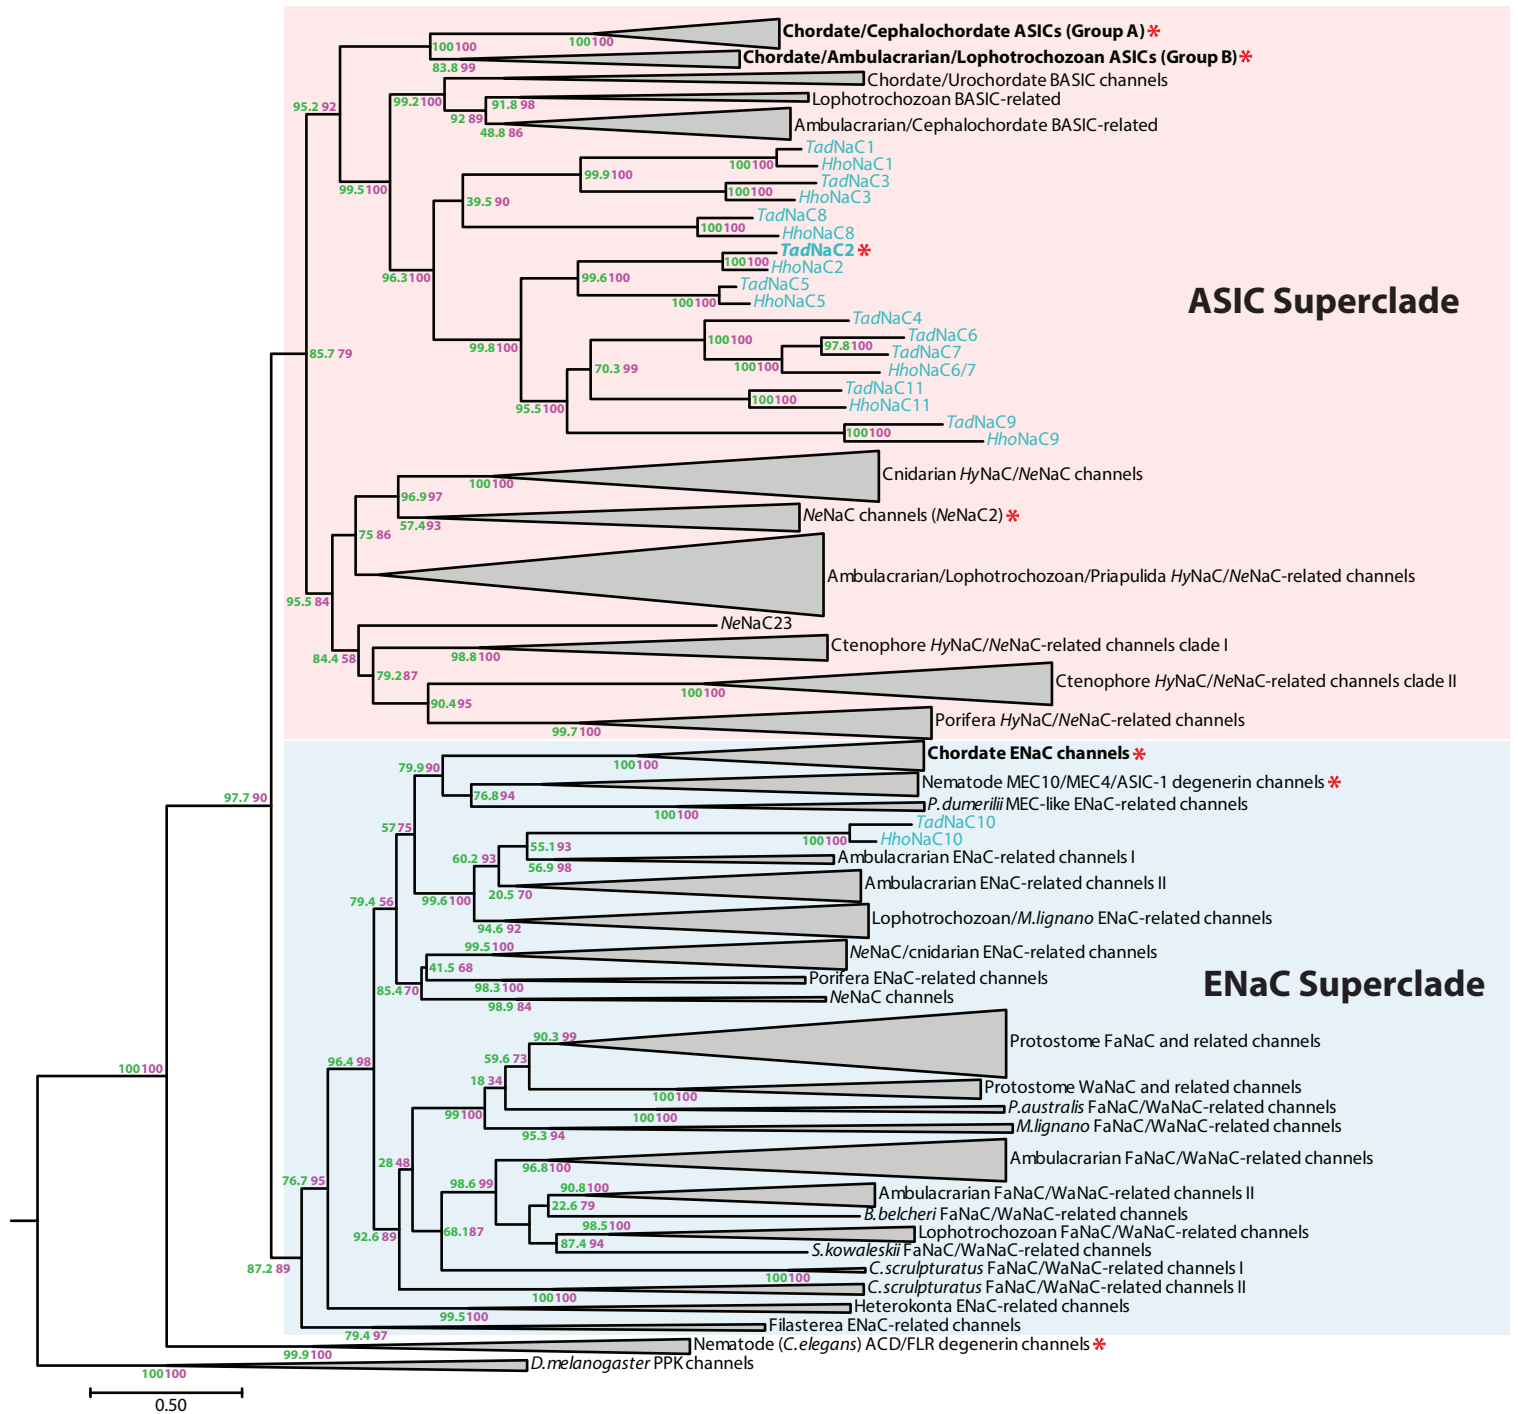 Chordate/Cephalochordate ASICs (Group A) *
100 100
100 100
Chordate/Ambulacrarian/Lophotrochozoan ASICs (Group B) *
83.8 99
Chordate/Urochordate BASIC channels
95.2 92
99.2 100
91.8 98
Lophotrochozoan BASIC-related
92 89
48.8 86
Ambulacrarian/Cephalochordate BASIC-related
TadNaC1
100 100
HhoNaC1
99.9 100
TadNaC3
99.5 100
100 100
HhoNaC3
39.5 90
TadNaC8
100 100
HhoNaC8
TadNaC2 *
100 100
HhoNaC2
96.3 100
99.6 100
TadNaC5
100 100
HhoNaC5
ASIC Superclade
TadNaC4
TadNaC6
100 100
97.8 100
99.8 100
TadNaC7
85.7 79
100 100
HhoNaC6/7
70.3 99
TadNaC11
100 100
HhoNaC11
95.5 100
TadNaC9
100 100
HhoNaC9
Cnidarian HyNaC/NeNaC channels
100 100
96.9 97
NeNaC channels (NeNaC2) *
57.4 93
75 86
Ambulacrarian/Lophotrochozoan/Priapulida HyNaC/NeNaC-related channels
95.5 84
NeNaC23
Ctenophore HyNaC/NeNaC-related channels clade I
84.4 58
98.8 100
79.2 87
Ctenophore HyNaC/NeNaC-related channels clade II
100 100
90.4 95
Porifera HyNaC/NeNaC-related channels
99.7 100
Chordate ENaC channels *
79.9 90
100 100
Nematode MEC10/MEC4/ASIC-1 degenerin channels *
97.7 90
76.8 94
P.dumerilii MEC-like ENaC-related channels
100 100
TadNaC10
57 75
100 100
HhoNaC10
55.1 93
60.2 93
Ambulacrarian ENaC-related channels I
56.9 98
Ambulacrarian ENaC-related channels II
20.5 70
79.4 56
99.6 100
Lophotrochozoan/M.lignano ENaC-related channels
94.6 92
99.5 100
NeNaC/cnidarian ENaC-related channels
41.5 68
Porifera ENaC-related channels
ENaC Superclade
85.4 70
98.3 100
NeNaC channels
98.9 84
90.3 99
Protostome FaNaC and related channels
59.6 73
96.4 98
100 100
18 34
Protostome WaNaC and related channels
100 100
P.australis FaNaC/WaNaC-related channels
99 100
100 100
M.lignano FaNaC/WaNaC-related channels
95.3 94
Ambulacrarian FaNaC/WaNaC-related channels
28 48
96.8 100
76.7 95
98.6 99
90.8 100
Ambulacrarian FaNaC/WaNaC-related channels II
22.6 79
B.belcheri FaNaC/WaNaC-related channels
92.6 89
68.1 87
98.5 100
Lophotrochozoan FaNaC/WaNaC-related channels
87.4 94
S.kowaleskii FaNaC/WaNaC-related channels
87.2 89
C.scrulpturatus FaNaC/WaNaC-related channels I
100 100
C.scrulpturatus FaNaC/WaNaC-related channels II
100 100
Heterokonta ENaC-related channels
99.5 100
Filasterea ENaC-related channels
79.4 97
Nematode (C.elegans) ACD/FLR degenerin channels *
99.9 100
D.melanogaster PPK channels
100 100
0.50